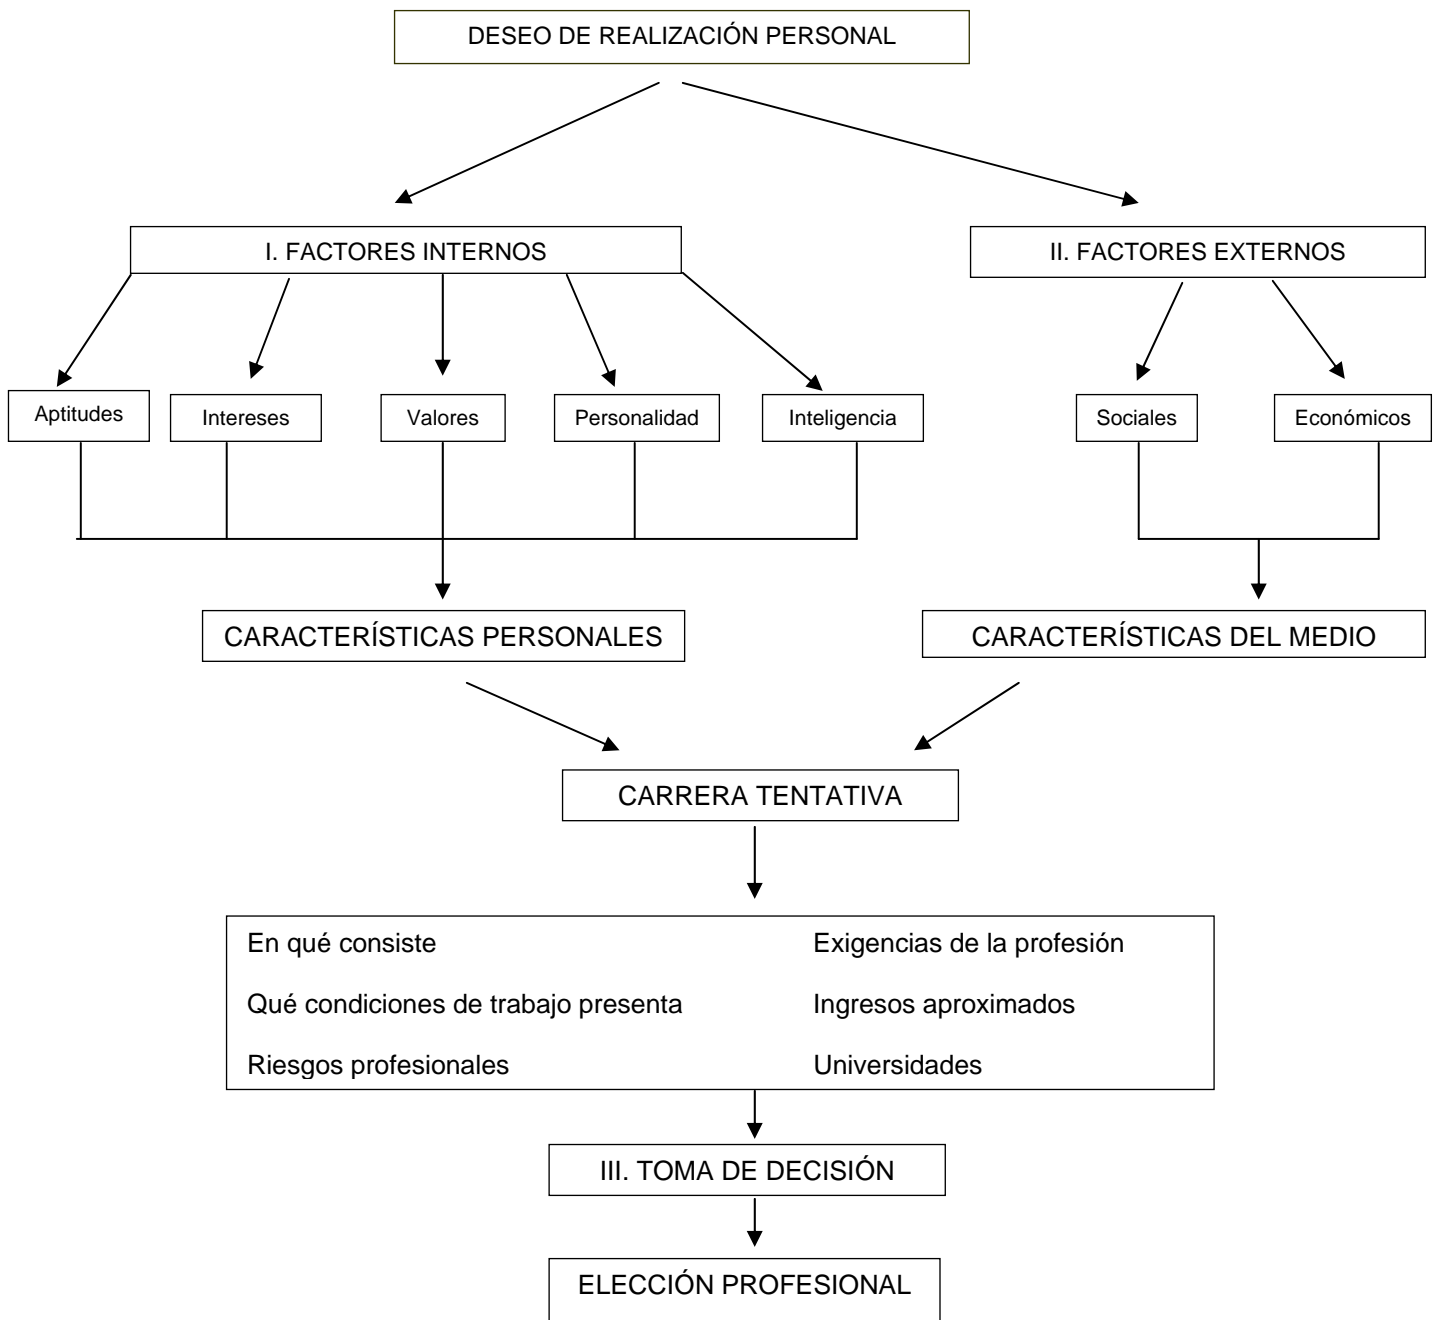 DESEO DE REALIZACIÓN PERSONAL
I. FACTORES INTERNOS
II. FACTORES EXTERNOS
Aptitudes
Intereses
Valores
Personalidad
Inteligencia
Sociales
Económicos
CARACTERÍSTICAS PERSONALES
CARACTERÍSTICAS DEL MEDIO
CARRERA TENTATIVA
En qué consiste
Exigencias de la profesión
Qué condiciones de trabajo presenta
Ingresos aproximados
Riesgos profesionales
Universidades
III. TOMA DE DECISIÓN
ELECCIÓN PROFESIONAL